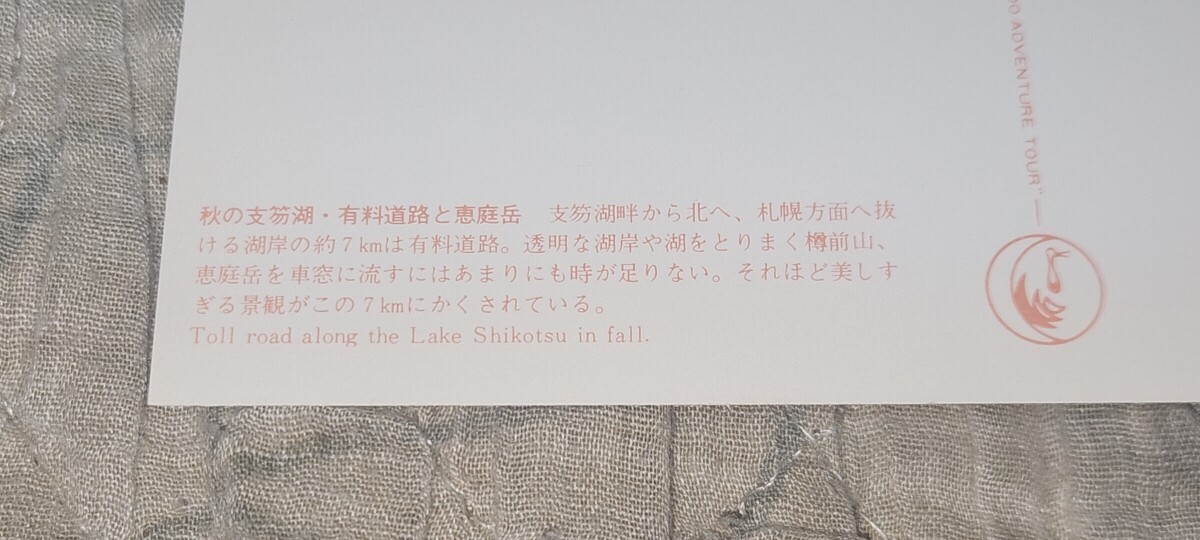 秋の支笏湖・有料道路と恵庭岳　支笏湖畔から北へ、札幌方面へ抜
ける湖岸の約7kmは有料道路。透明な湖岸や湖をとりまく樽前山、
恵庭岳を車窓に流すにはあまりにも時が足りない。それほど美しす
ぎる景観がこの7kmにかくされている。
Toll road along the Lake Shikotsu in fall.
ADVENTURE TOUR"—